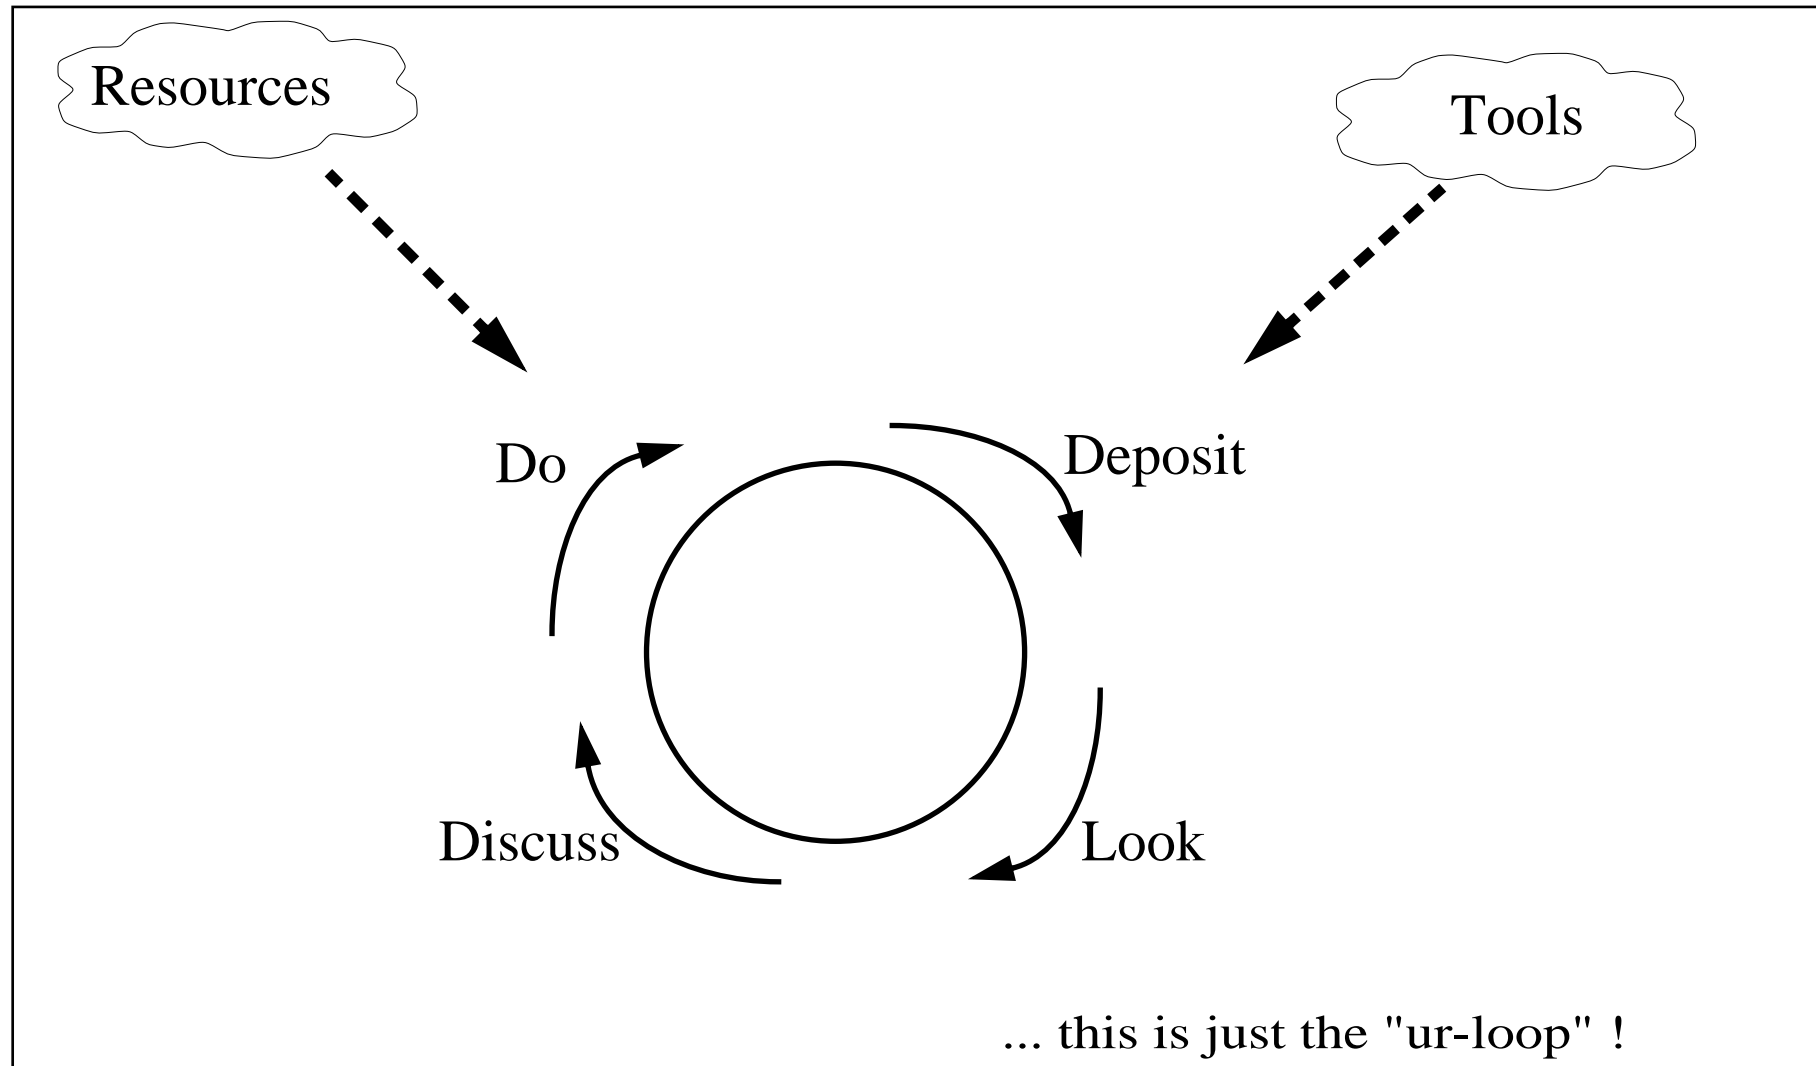 Resources
Tools
Do
Deposit
Discuss
Look
... this is just the "ur-loop" !